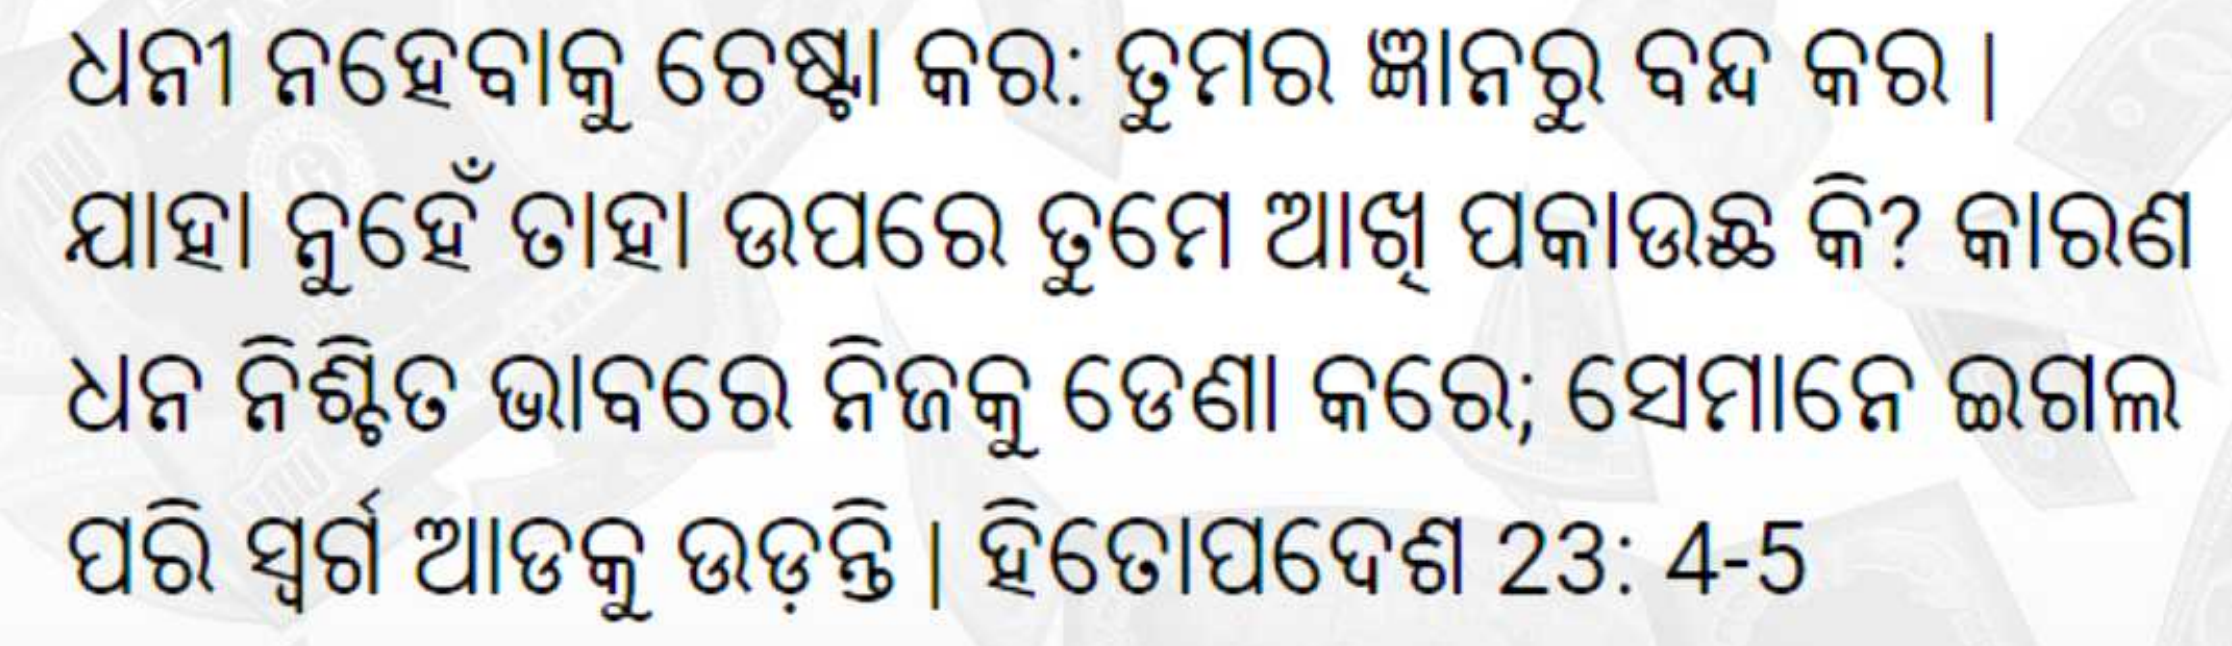 ଧନୀ ନହେବାକୁ ଚେଷ୍ଟା କର: ତୁମର ଜ୍ଞାନରୁ ବନ୍ଦ କର |
ଯାହା ନୁହେଁ ତାହା ଉପରେ ତୁମେ ଆଖି ପକାଉଛ କି? କାରଣ
ଧନ ନିଶ୍ଚିତ ଭାବରେ ନିଜକୁ ଡେଣା କରେ; ସେମାନେ ଇଗଲ
ପରି ସ୍ୱର୍ଗ ଆଡକୁ ଉଡ଼ନ୍ତି | ହିତୋପଦେଶ 23: 4-5